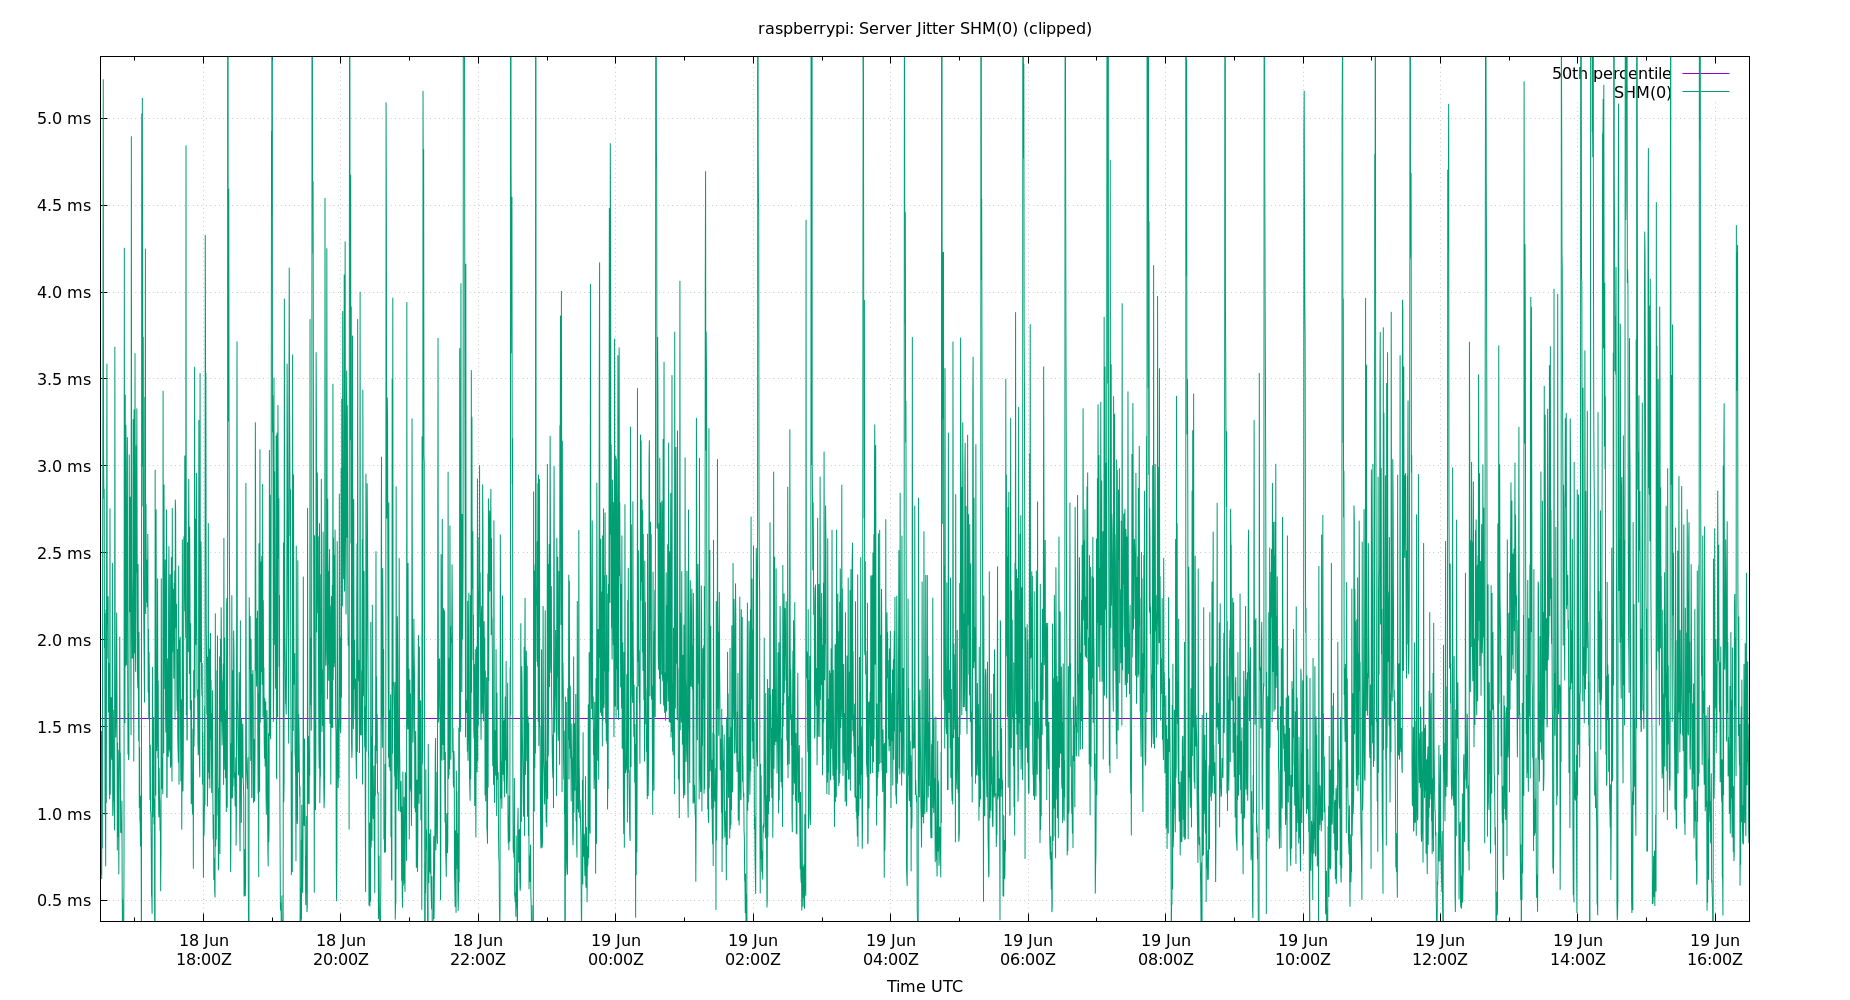 raspberrypi: Server Jitter SHM(0) (clipped)
50th percentile
SHM(0)
5.0 ms
4.5 ms
4.0 ms
3.5 ms
3.0 ms
2.5 ms
2.0 ms
1.5 ms
1.0 ms
0.5 ms
18 Jun 18 Jun 18 Jun 19 Jun 19 Jun 19 Jun 19 Jun 19 Jun 19 Jun 19 Jun 19 Jun 19 Jun
18:00Z 20:00Z 22:00Z 00:00Z 02:00Z 04:00Z 06:00Z 08:00Z 10:00Z 12:00Z 14:00Z 16:00Z
Time UTC